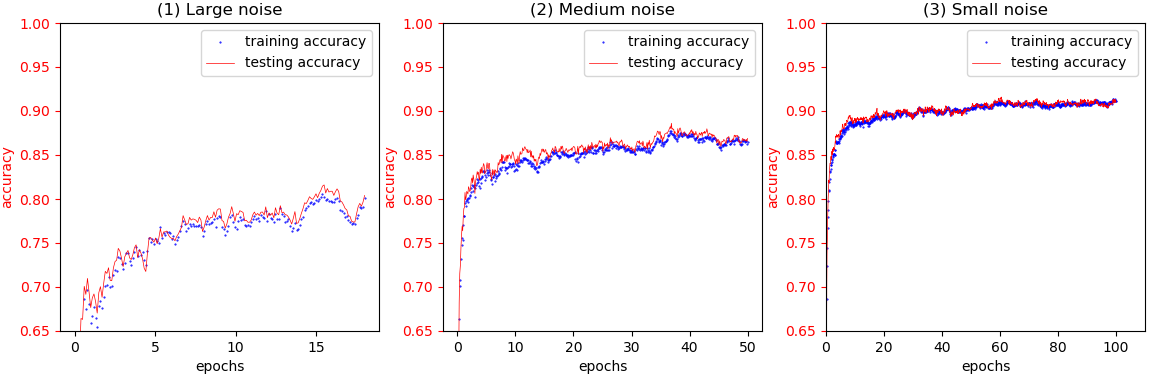 (1) Large noise
1.00
0.95
0.90
0.85
0.80
0.75
0.70
0.65
accuracy
training accuracy
testing accuracy
0 5 10 15
epochs
(2) Medium noise
1.00
0.95
0.90
0.85
0.80
0.75
0.70
0.65
accuracy
training accuracy
testing accuracy
0 10 20 30 40 50
epochs
(3) Small noise
1.00
0.95
0.90
0.85
0.80
0.75
0.70
0.65
accuracy
training accuracy
testing accuracy
0 20 40 60 80 100
epochs